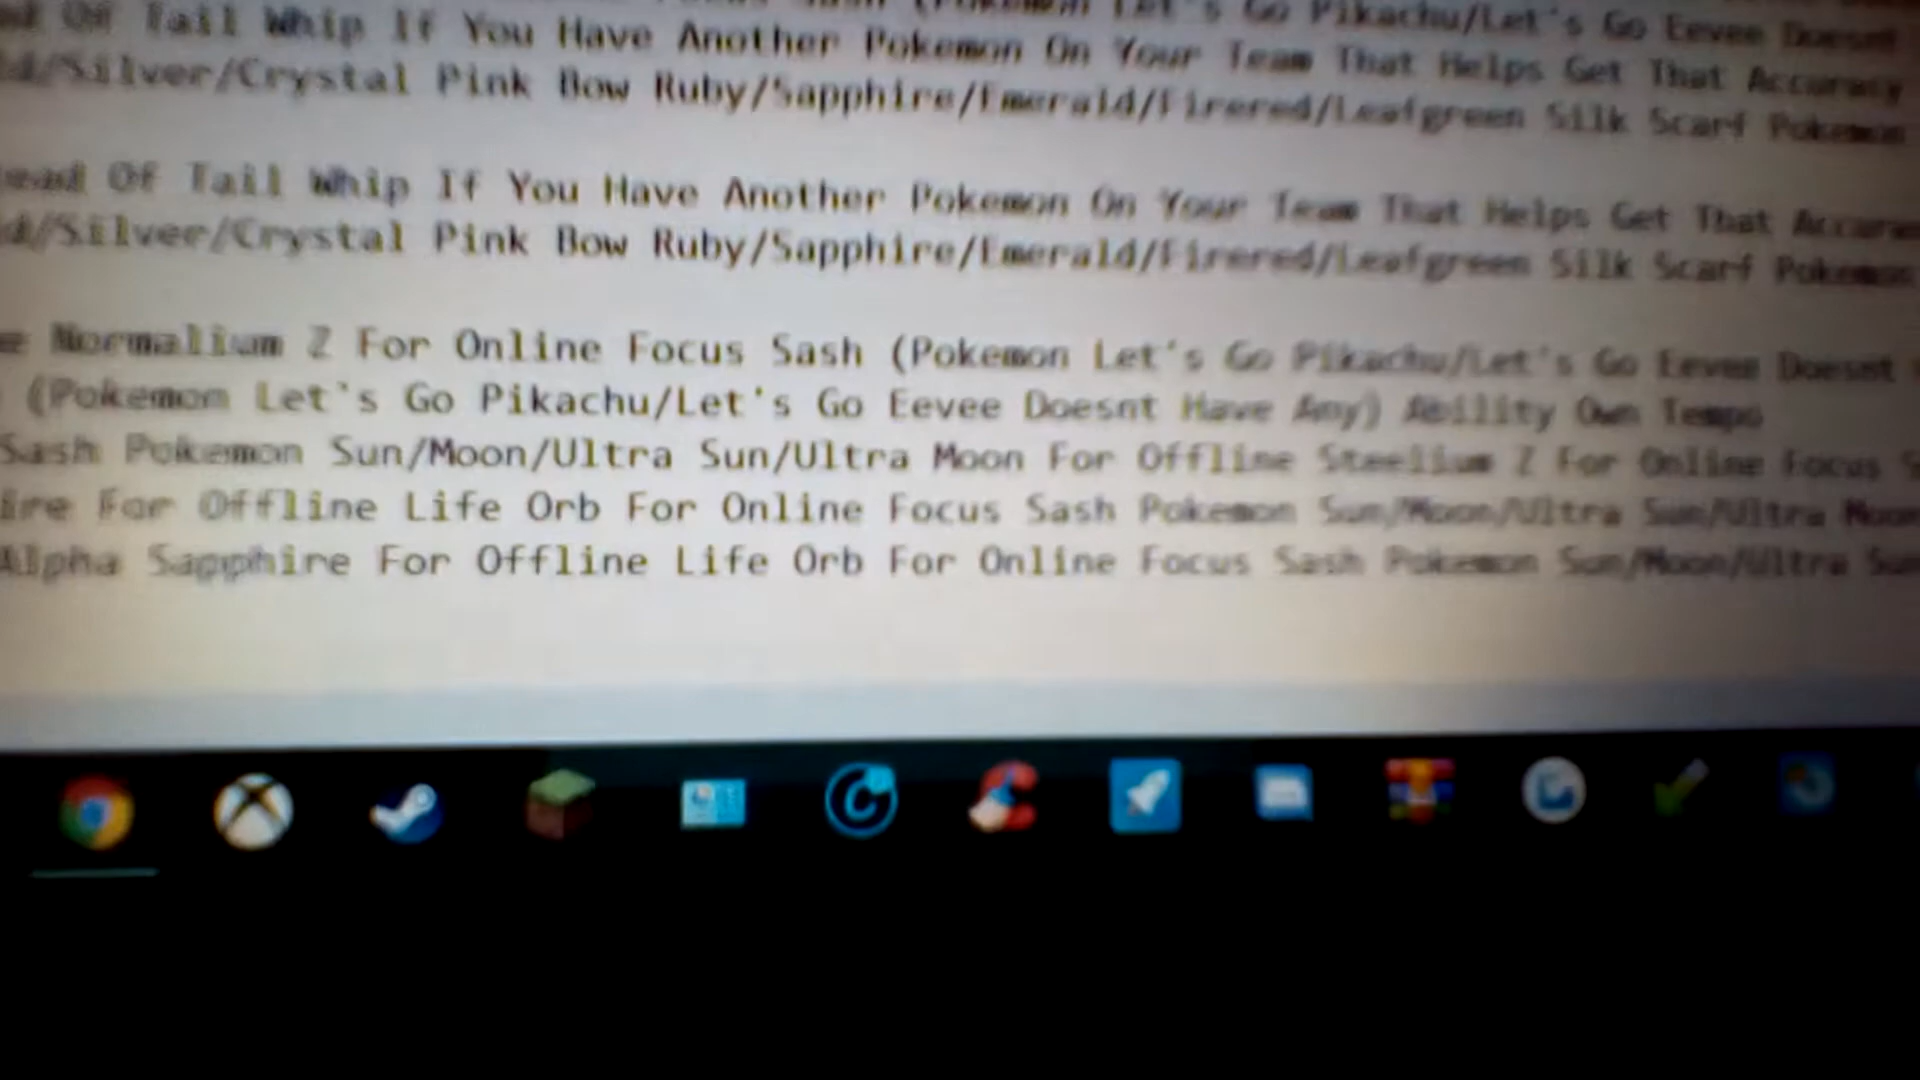 Of Tail Whip If You Have Another Pokemon On Your Team That Helps Get That Accuracy
/Silver/Crystal Pink Bow Ruby/Sapphire/Emerald/Firered/Leafgreen Silk Scarf Pokemon
Of Tail Whip If You Have Another Pokemon On Your Team That Helps Get That
/Silver/Crystal Pink Bow Ruby/Sapphire/Emerald/Firered/Leafgreen Silk Scarf Pokemon
Normalium Z For Online Focus Sash (Pokemon Let's Go Pikachu/Let's Go Eevee Doesnt
(Pokemon Let's Go Pikachu/Let's Go Eevee Doesnt Have Any) Ability Own Tempo
Sash Pokemon Sun/Moon/Ultra Sun/Ultra Moon For Offline Steelium Z For Online Focus
ire For Offline Life Orb For Online Focus Sash Pokemon Sun/Moon/Ultra Sun/Ultra Moon
Alpha Sapphire For Offline Life Orb For Online Focus Sash Pokemon Sun/Moon/Ultra Sun